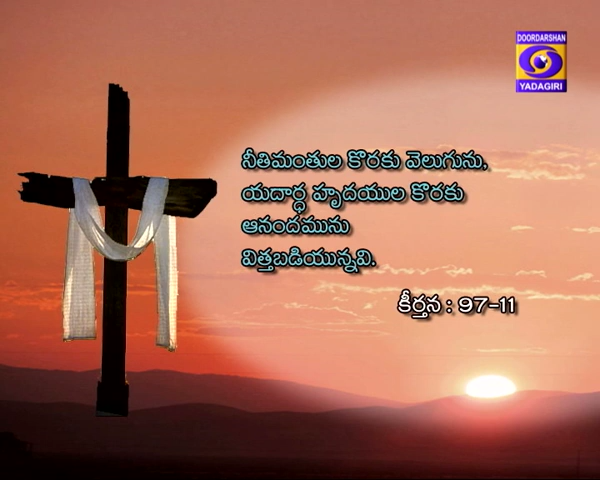 DOORDARSHAN
YADAGIRI
నీతిమంతుల కొరకు వెలుగును,
యదార్ధ హృదయుల కొరకు
ఆనందమును
విత్తబడియున్నవి.
కీర్తన : 97-11